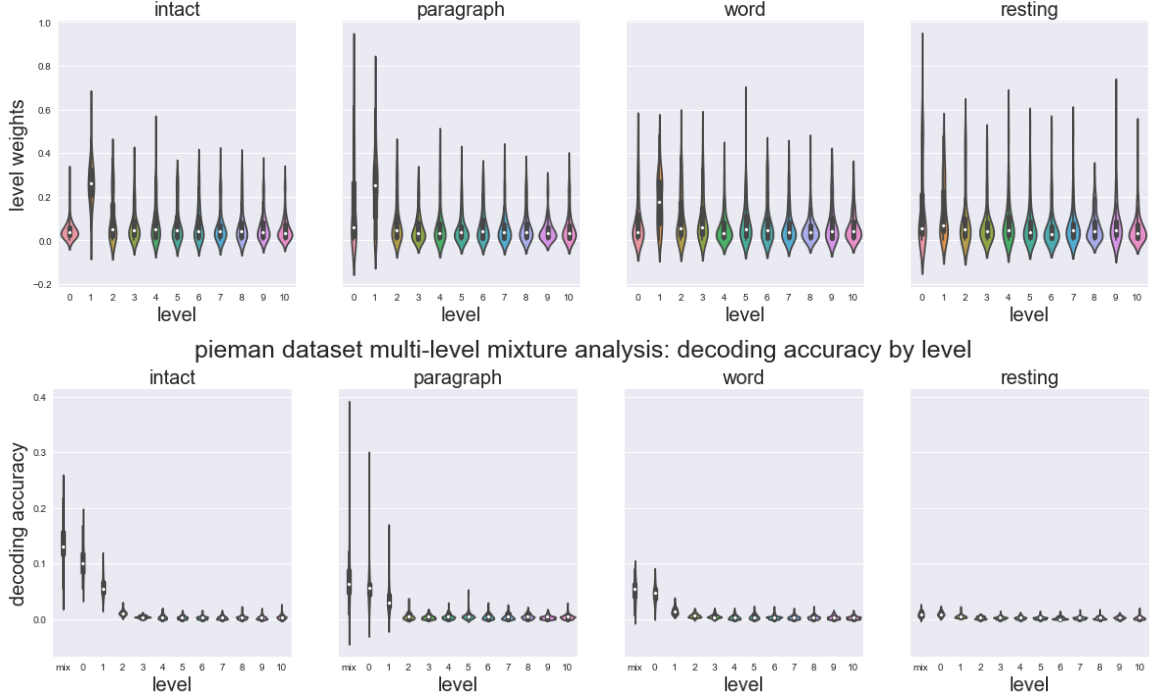 intact paragraph word resting
level weights
1.0
0.8
0.6
0.4
0.2
0.0
−0.2
0 1 2 3 4 5 6 7 8 9 10 0 1 2 3 4 5 6 7 8 9 10 0 1 2 3 4 5 6 7 8 9 10 0 1 2 3 4 5 6 7 8 9 10
level level level level
pieman dataset multi-level mixture analysis: decoding accuracy by level
intact paragraph word resting
decoding accuracy
0.4
0.3
0.2
0.1
0.0
mix 0 1 2 3 4 5 6 7 8 9 10 mix 0 1 2 3 4 5 6 7 8 9 10 mix 0 1 2 3 4 5 6 7 8 9 10 mix 0 1 2 3 4 5 6 7 8 9 10
level level level level